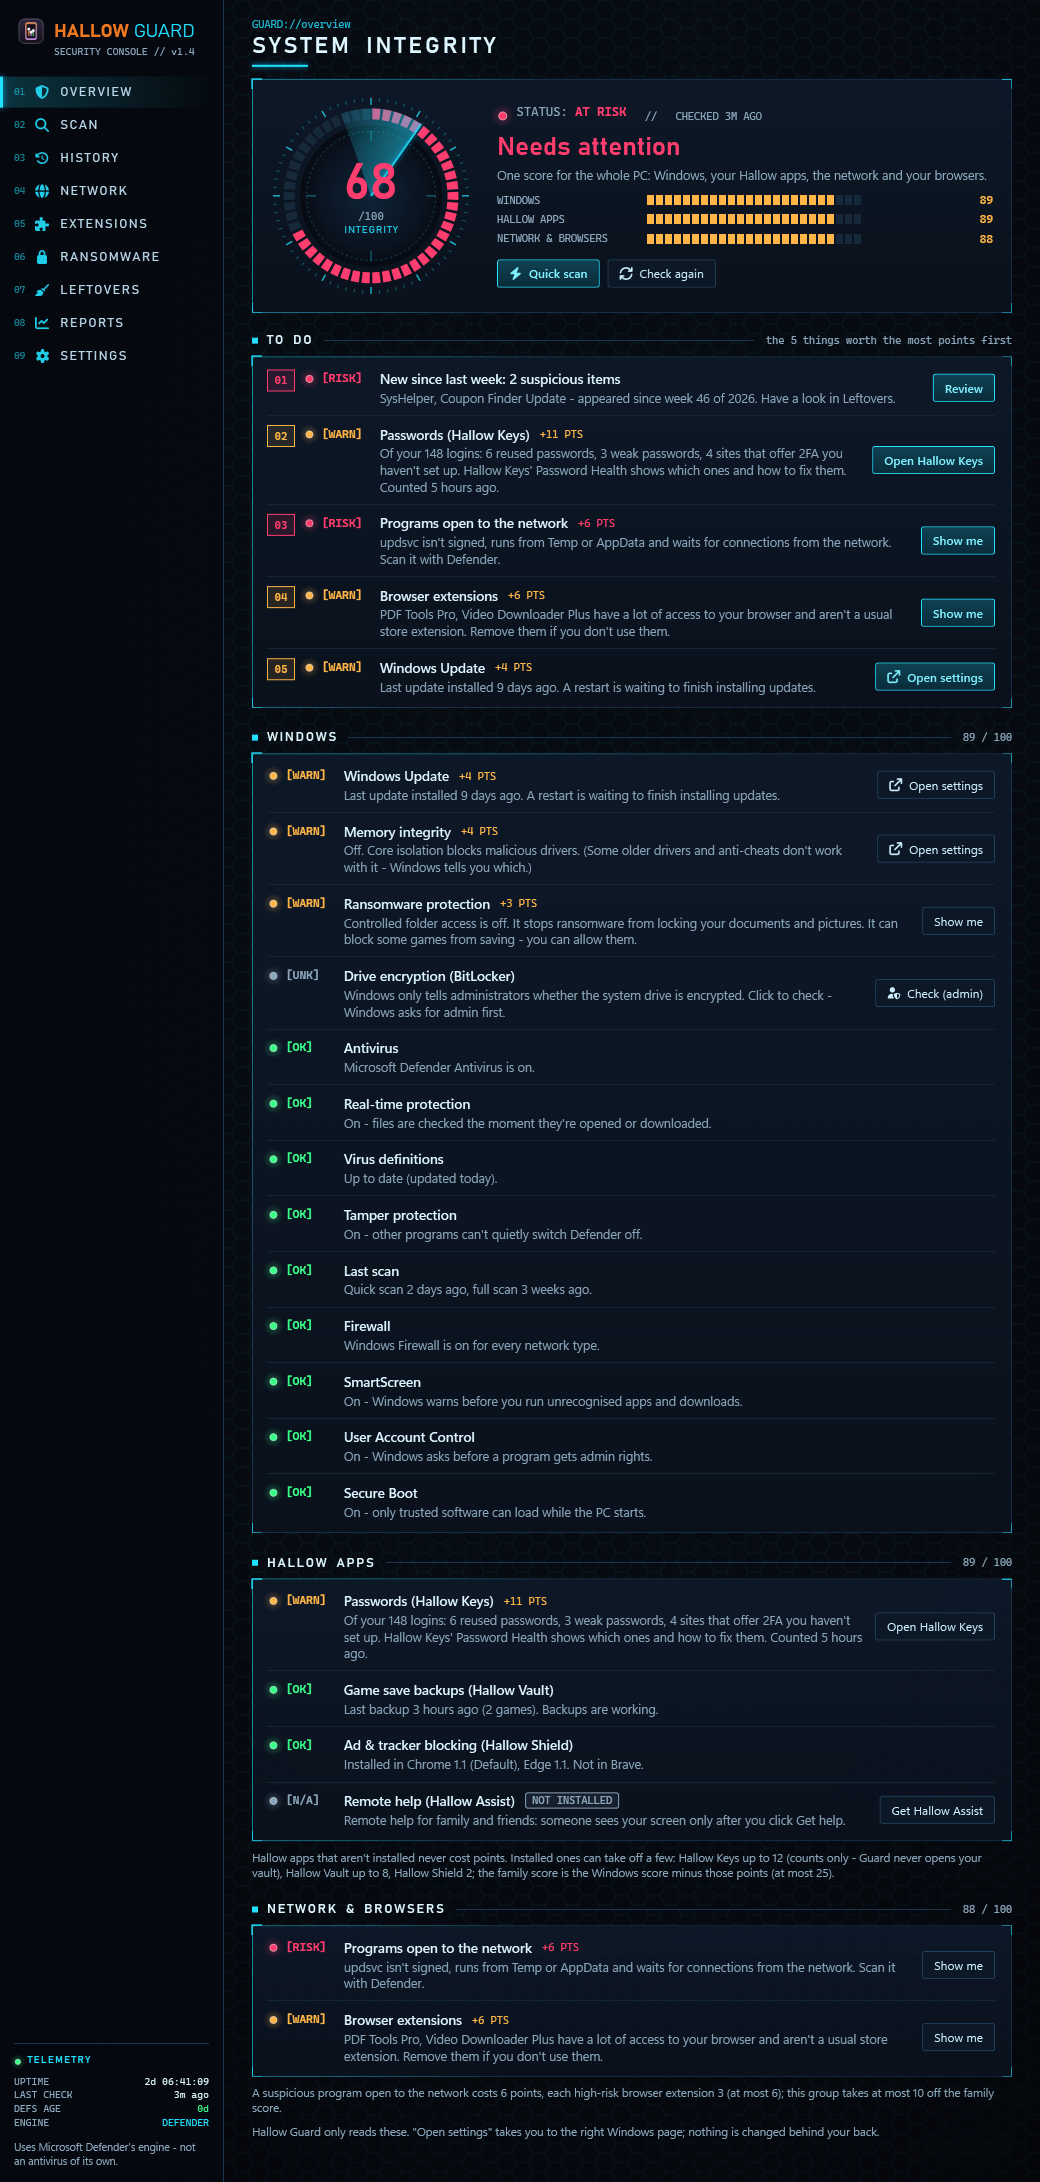 HALLOW GUARD
SECURITY CONSOLE // v1.4
01 OVERVIEW
02 SCAN
03 HISTORY
04 NETWORK
05 EXTENSIONS
06 RANSOMWARE
07 LEFTOVERS
08 REPORTS
09 SETTINGS
TELEMETRY
UPTIME 2d 06:41:09
LAST CHECK 3m ago
DEFS AGE 0d
ENGINE DEFENDER
Uses Microsoft Defender's engine - not
an antivirus of its own.
GUARD://overview
SYSTEM INTEGRITY
68
/100
INTEGRITY
STATUS: AT RISK // CHECKED 3M AGO
Needs attention
One score for the whole PC: Windows, your Hallow apps, the network and your browsers.
WINDOWS 89
HALLOW APPS 89
NETWORK & BROWSERS 88
Quick scan Check again
TO DO the 5 things worth the most points first
01 [RISK] New since last week: 2 suspicious items
SysHelper, Coupon Finder Update - appeared since week 46 of 2026. Have a look in Leftovers.
Review
02 [WARN] Passwords (Hallow Keys) +11 PTS
Of your 148 logins: 6 reused passwords, 3 weak passwords, 4 sites that offer 2FA you
haven't set up. Hallow Keys' Password Health shows which ones and how to fix them.
Counted 5 hours ago.
Open Hallow Keys
03 [RISK] Programs open to the network +6 PTS
updsvc isn't signed, runs from Temp or AppData and waits for connections from the network.
Scan it with Defender.
Show me
04 [WARN] Browser extensions +6 PTS
PDF Tools Pro, Video Downloader Plus have a lot of access to your browser and aren't a usual
store extension. Remove them if you don't use them.
Show me
05 [WARN] Windows Update +4 PTS
Last update installed 9 days ago. A restart is waiting to finish installing updates.
Open settings
WINDOWS 89 / 100
[WARN] Windows Update +4 PTS
Last update installed 9 days ago. A restart is waiting to finish installing updates.
Open settings
[WARN] Memory integrity +4 PTS
Off. Core isolation blocks malicious drivers. (Some older drivers and anti-cheats don't work
with it - Windows tells you which.)
Open settings
[WARN] Ransomware protection +3 PTS
Controlled folder access is off. It stops ransomware from locking your documents and pictures. It can
block some games from saving - you can allow them.
Show me
[UNK] Drive encryption (BitLocker)
Windows only tells administrators whether the system drive is encrypted. Click to check -
Windows asks for admin first.
Check (admin)
[OK] Antivirus
Microsoft Defender Antivirus is on.
[OK] Real-time protection
On - files are checked the moment they're opened or downloaded.
[OK] Virus definitions
Up to date (updated today).
[OK] Tamper protection
On - other programs can't quietly switch Defender off.
[OK] Last scan
Quick scan 2 days ago, full scan 3 weeks ago.
[OK] Firewall
Windows Firewall is on for every network type.
[OK] SmartScreen
On - Windows warns before you run unrecognised apps and downloads.
[OK] User Account Control
On - Windows asks before a program gets admin rights.
[OK] Secure Boot
On - only trusted software can load while the PC starts.
HALLOW APPS 89 / 100
[WARN] Passwords (Hallow Keys) +11 PTS
Of your 148 logins: 6 reused passwords, 3 weak passwords, 4 sites that offer 2FA you haven't
set up. Hallow Keys' Password Health shows which ones and how to fix them. Counted 5 hours
ago.
Open Hallow Keys
[OK] Game save backups (Hallow Vault)
Last backup 3 hours ago (2 games). Backups are working.
[OK] Ad & tracker blocking (Hallow Shield)
Installed in Chrome 1.1 (Default), Edge 1.1. Not in Brave.
[N/A] Remote help (Hallow Assist) NOT INSTALLED
Remote help for family and friends: someone sees your screen only after you click Get help.
Get Hallow Assist
Hallow apps that aren't installed never cost points. Installed ones can take off a few: Hallow Keys up to 12 (counts only - Guard never opens your
vault), Hallow Vault up to 8, Hallow Shield 2; the family score is the Windows score minus those points (at most 25).
NETWORK & BROWSERS 88 / 100
[RISK] Programs open to the network +6 PTS
updsvc isn't signed, runs from Temp or AppData and waits for connections from the network. Scan it
with Defender.
Show me
[WARN] Browser extensions +6 PTS
PDF Tools Pro, Video Downloader Plus have a lot of access to your browser and aren't a usual store
extension. Remove them if you don't use them.
Show me
A suspicious program open to the network costs 6 points, each high-risk browser extension 3 (at most 6); this group takes at most 10 off the family
score.
Hallow Guard only reads these. "Open settings" takes you to the right Windows page; nothing is changed behind your back.